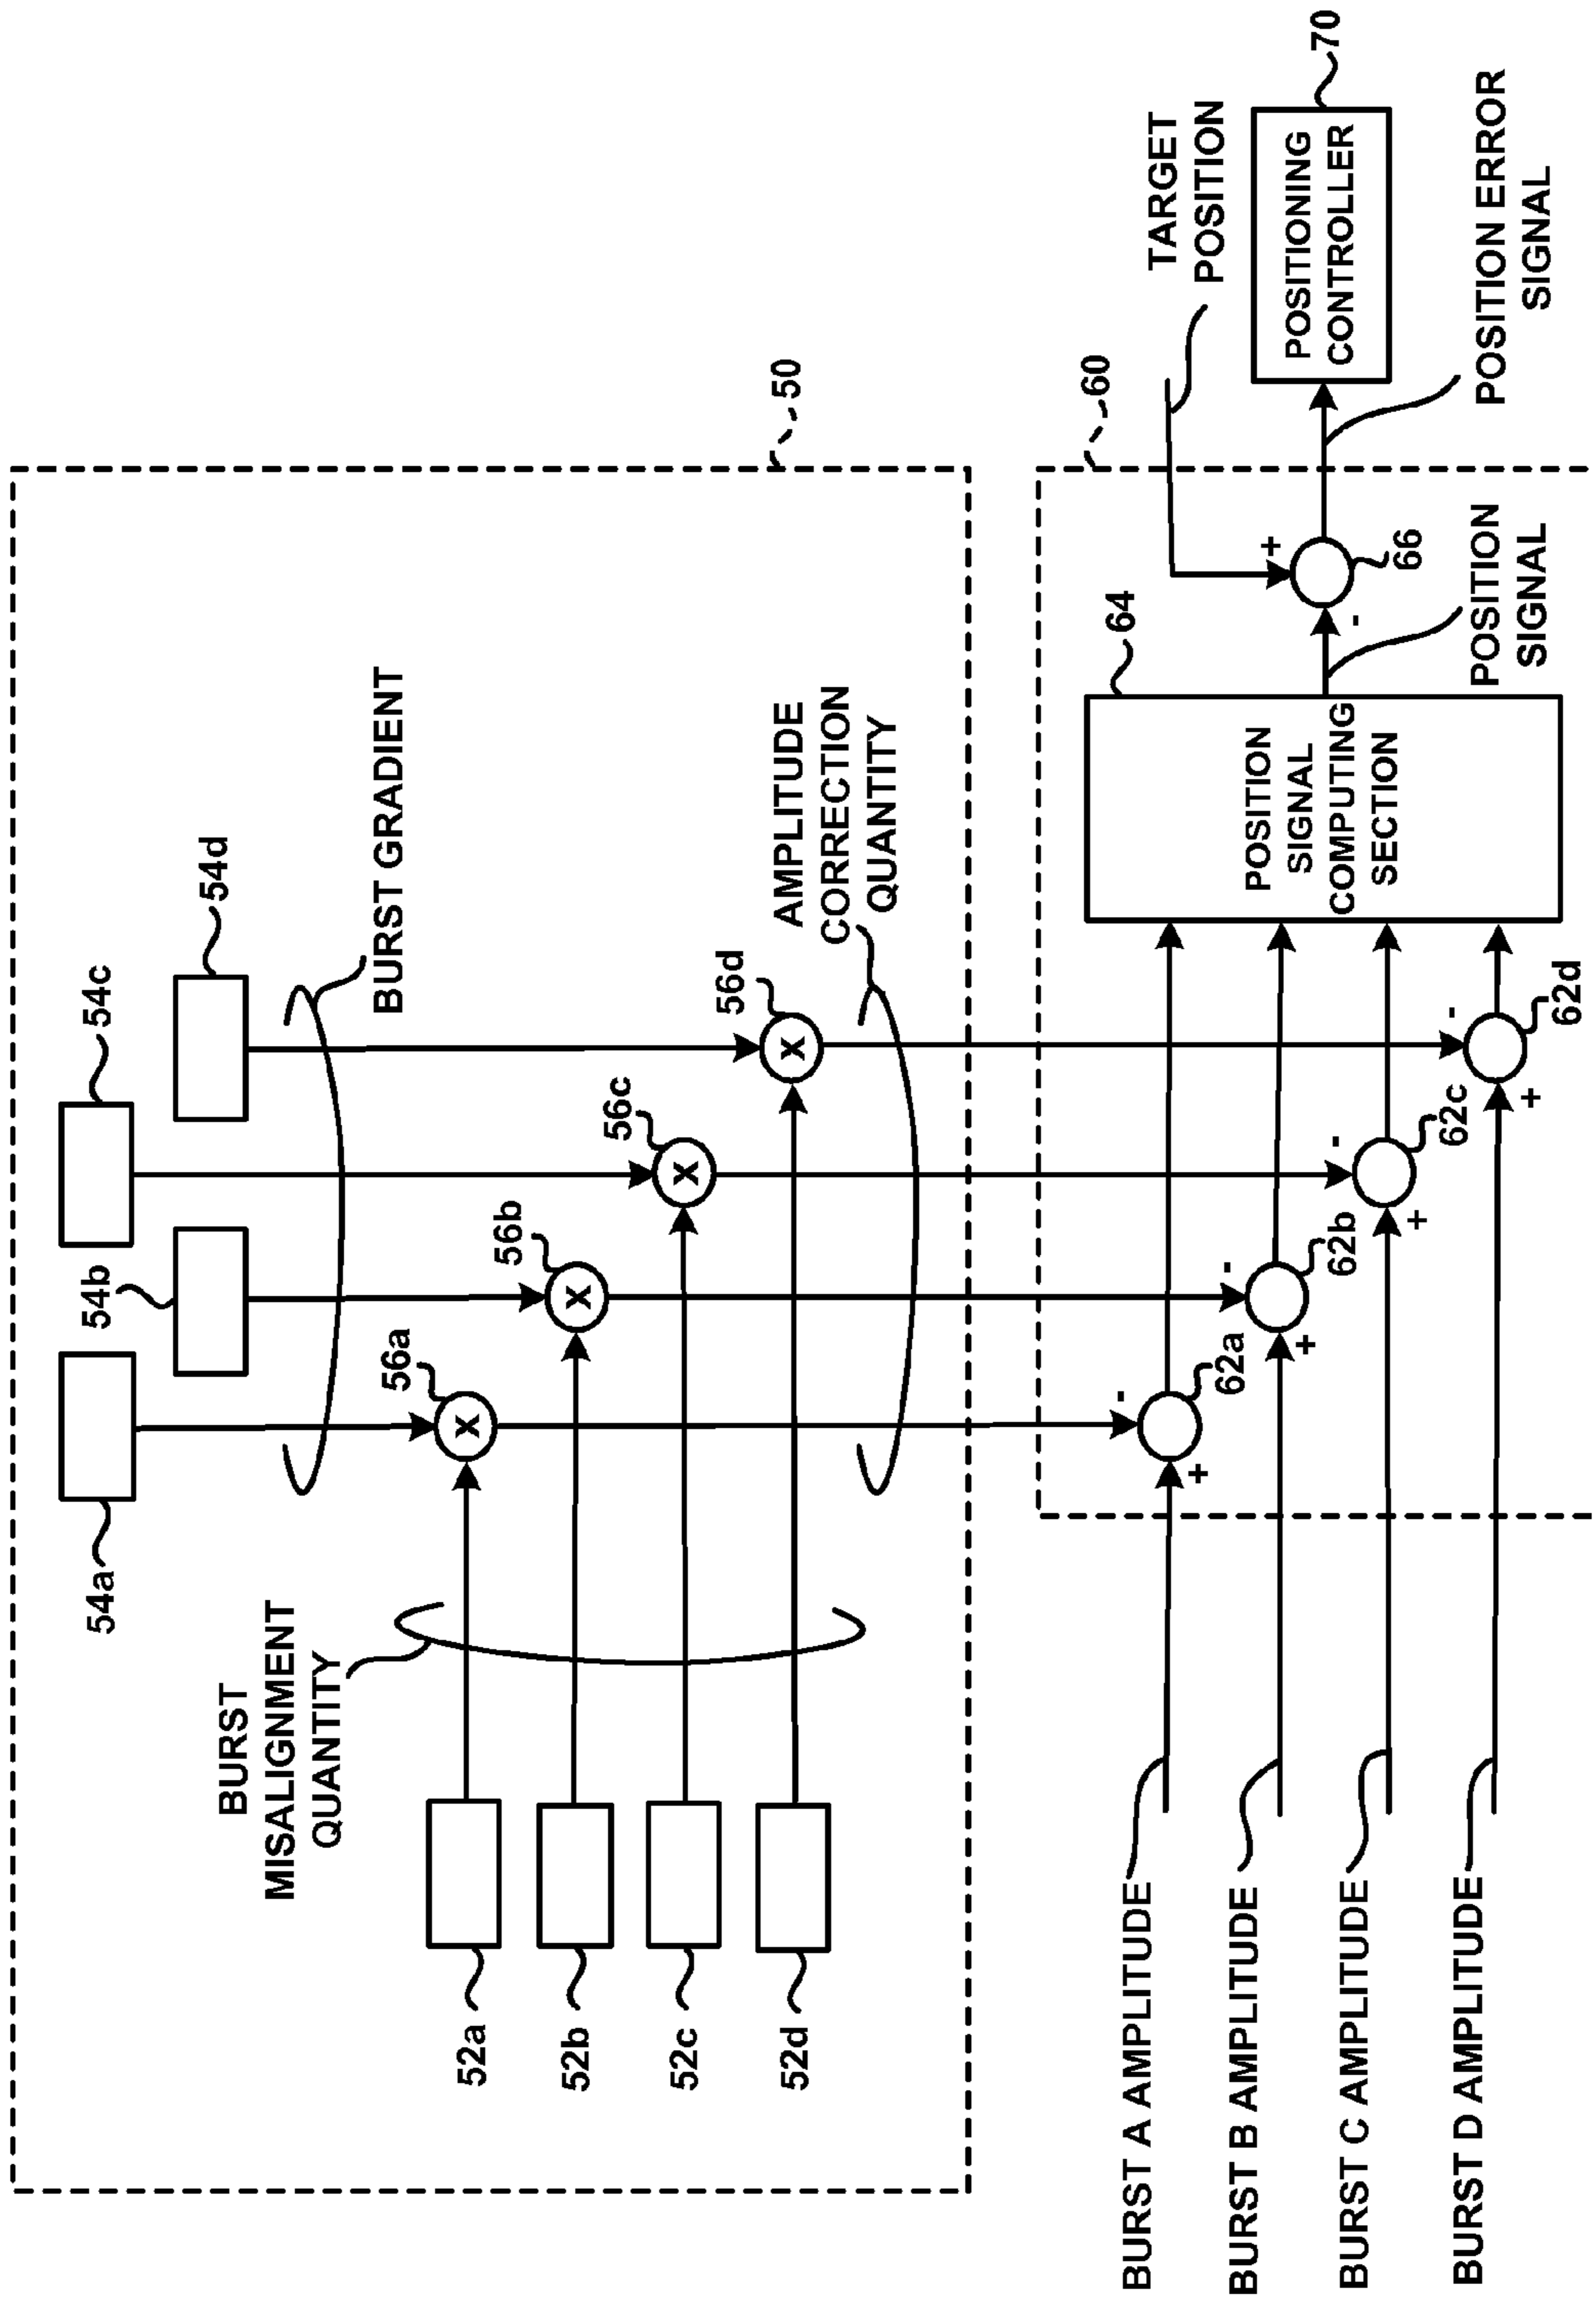 54a
54b
54c
54d
BURST GRADIENT
50
BURST
MISALIGNMENT
QUANTITY
56a
X
56b
X
56c
X
56d
X
52a
52b
52c
52d
AMPLITUDE
CORRECTION
QUANTITY
60
TARGET
POSITION
BURST A AMPLITUDE
BURST B AMPLITUDE
BURST C AMPLITUDE
BURST D AMPLITUDE
+
-
62a
+
-
62b
+
-
62c
+
-
62d
64
POSITION
SIGNAL
COMPUTING
SECTION
+
-
66
POSITION
SIGNAL
POSITIONING
CONTROLLER
70
POSITION ERROR
SIGNAL